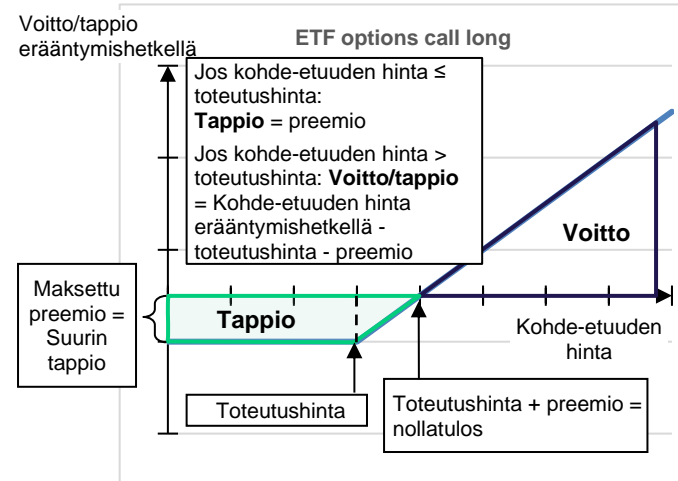 Voitto/tappio
erääntymishetkellä
ETF options call long
Jos kohde-etuuden hinta ≤
toteutushinta:
Tappio = preemio
Jos kohde-etuuden hinta >
toteutushinta: Voitto/tappio
= Kohde-etuuden hinta
erääntymishetkellä -
toteutushinta - preemio
Voitto
Maksettu
preemio =
Suurin
tappio
Tappio
Kohde-etuuden
hinta
Toteutushinta
Toteutushinta + preemio =
nollatulos